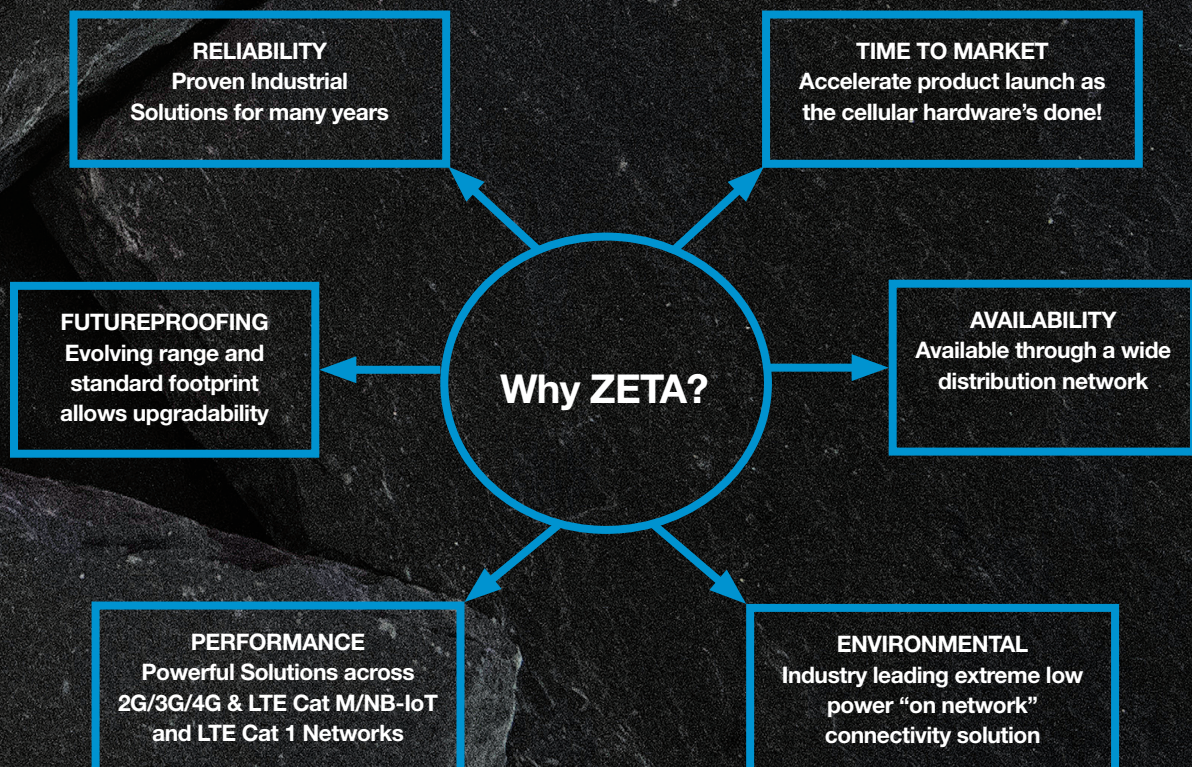 RELIABILITY
Proven Industrial
Solutions for many years
TIME TO MARKET
Accelerate product launch as
the cellular hardware’s done!
FUTUREPROOFING
Evolving range and
standard footprint
allows upgradability
Why ZETA?
AVAILABILITY
Available through a wide
distribution network
PERFORMANCE
Powerful Solutions across
2G/3G/4G & LTE Cat M/NB-IoT
and LTE Cat 1 Networks
ENVIRONMENTAL
Industry leading extreme low
power “on network”
connectivity solution